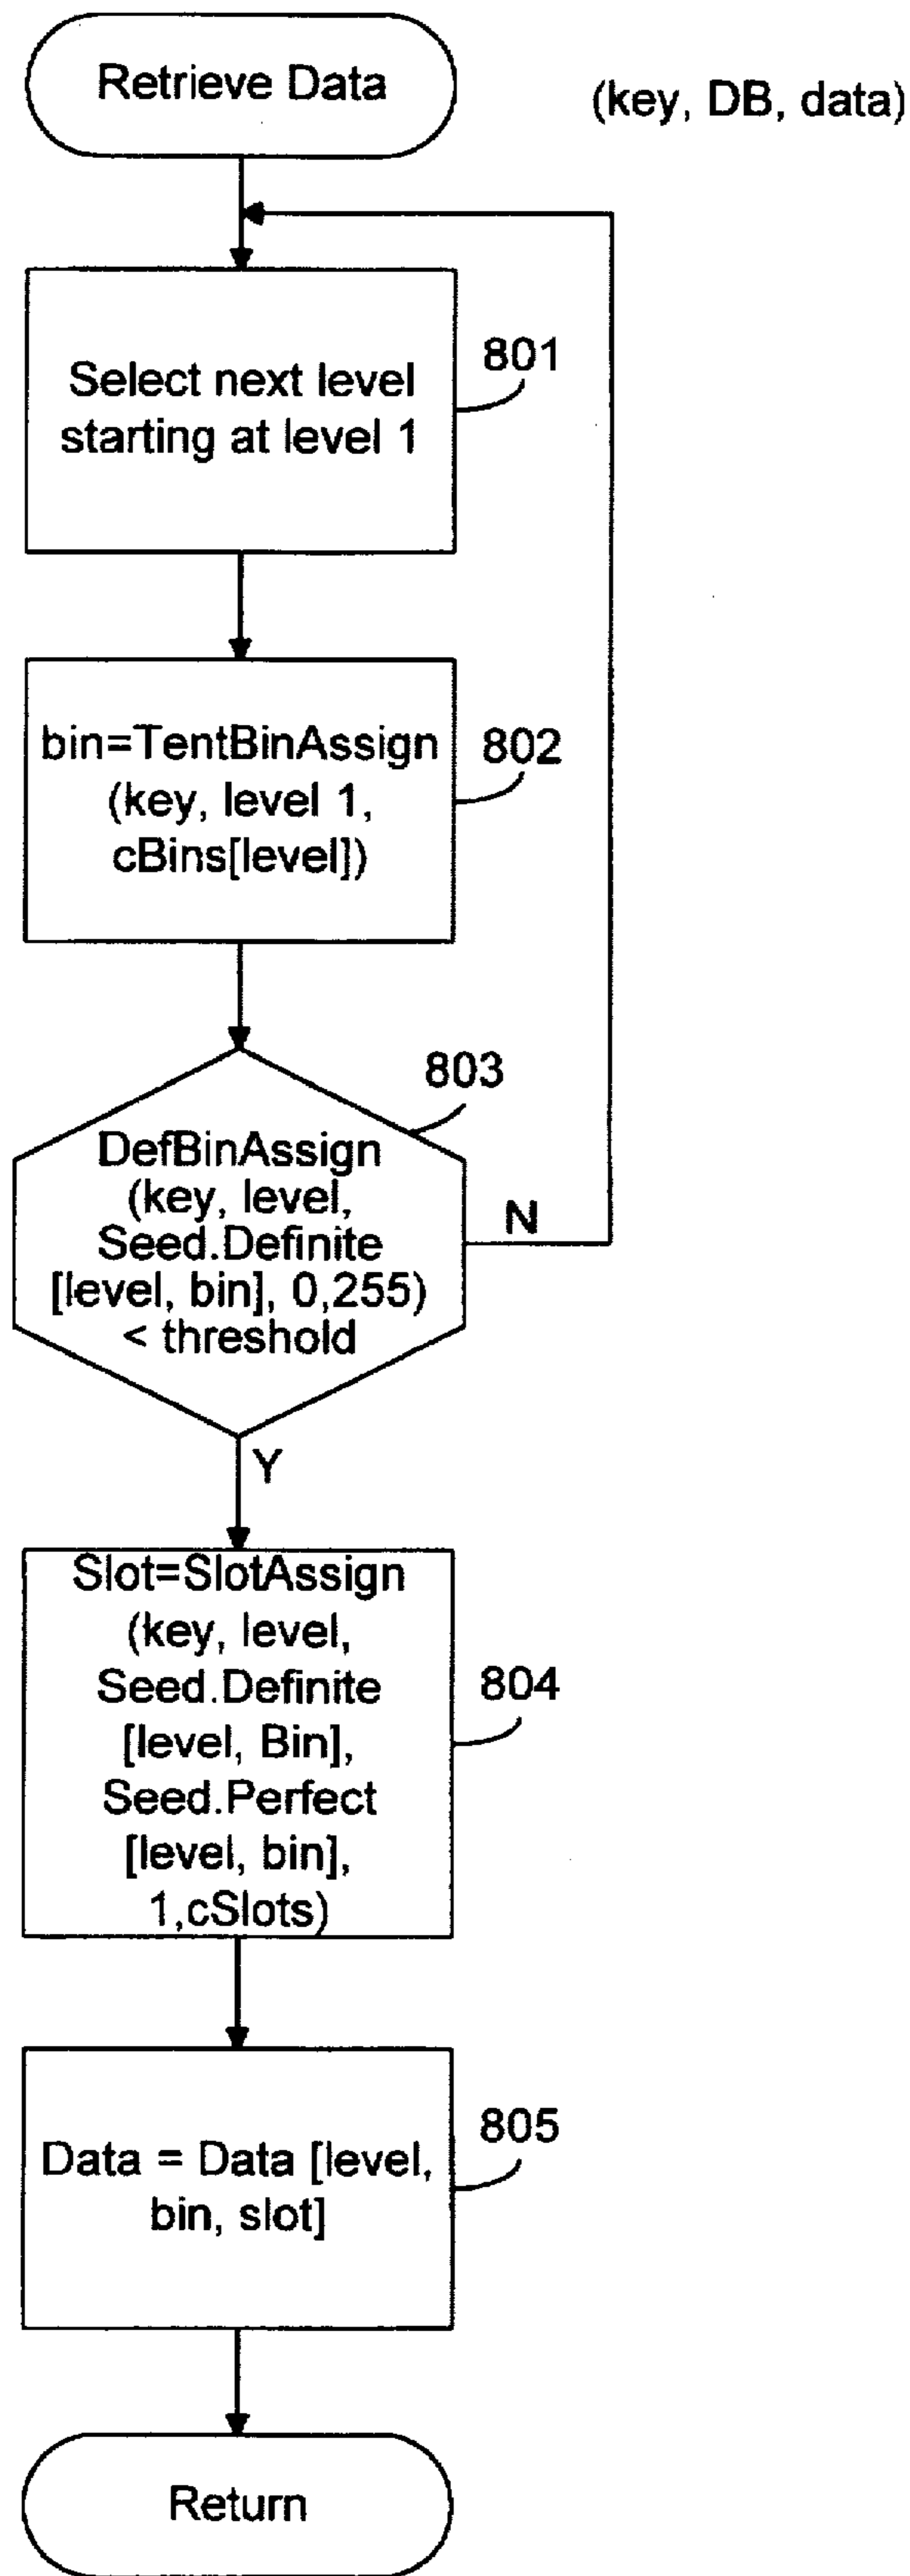 Retrieve Data
(key, DB, data)
Select next level
starting at level 1
801
bin=TentBinAssign
(key, level 1,
cBins[level])
802
803
DefBinAssign
(key, level,
Seed.Definite
[level, bin], 0,255)
< threshold
N
Y
Slot=SlotAssign
(key, level,
Seed.Definite
[level, Bin],
Seed.Perfect
[level, bin],
1,cSlots)
804
Data = Data [level,
bin, slot]
805
Return